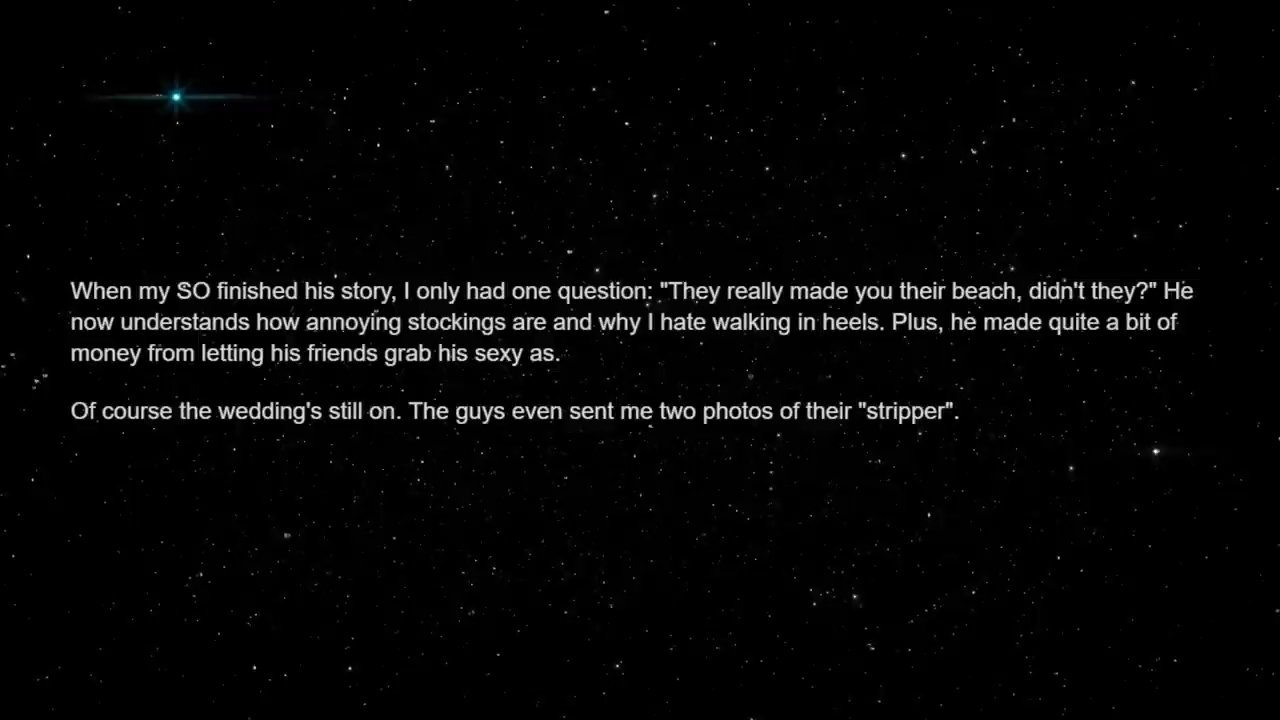 When my SO finished his story, I only had one question: "They really made you their beach, didn't they?" He
now understands how annoying stockings are and why I hate walking in heels. Plus, he made quite a bit of
money from letting his friends grab his sexy as.
Of course the wedding's still on. The guys even sent me two photos of their "stripper".